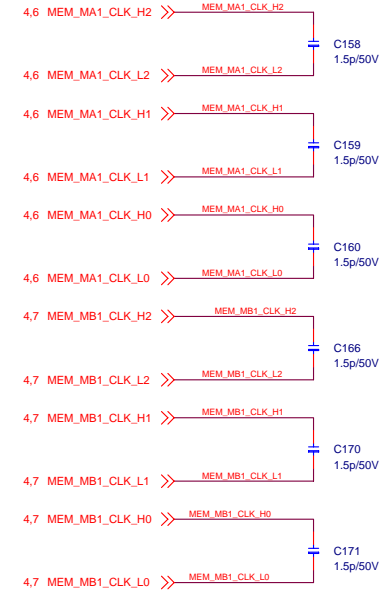 MEM_MA1_CLK_H2
4,6 MEM_MA1_CLK_H2
C158
1.5p/50V
MEM_MA1_CLK_L2
4,6 MEM_MA1_CLK_L2
MEM_MA1_CLK_H1
4,6 MEM_MA1_CLK_H1
C159
1.5p/50V
MEM_MA1_CLK_L1
4,6 MEM_MA1_CLK_L1
MEM_MA1_CLK_H0
4,6 MEM_MA1_CLK_H0
C160
1.5p/50V
MEM_MA1_CLK_L0
4,6 MEM_MA1_CLK_L0
MEM_MB1_CLK_H2
4,7 MEM_MB1_CLK_H2
C166
1.5p/50V
MEM_MB1_CLK_L2
4,7 MEM_MB1_CLK_L2
MEM_MB1_CLK_H1
4,7 MEM_MB1_CLK_H1
C170
1.5p/50V
MEM_MB1_CLK_L1
4,7 MEM_MB1_CLK_L1
MEM_MB1_CLK_H0
4,7 MEM_MB1_CLK_H0
C171
1.5p/50V
MEM_MB1_CLK_L0
4,7 MEM_MB1_CLK_L0